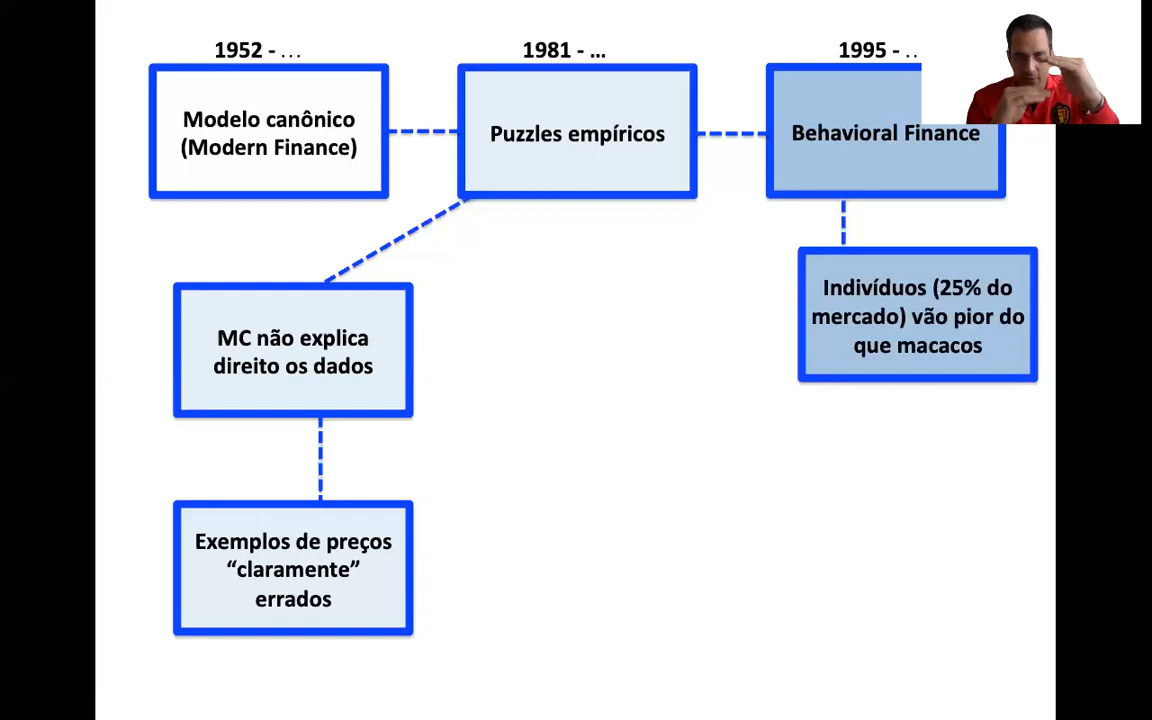 1952 - ...
1981 - ...
1995 - ..
Modelo canônico
(Modern Finance)
Puzzles empíricos
Behavioral Finance
MC não explica
direito os dados
Indivíduos (25% do
mercado) vão pior do
que macacos
Exemplos de preços
“claramente”
errados